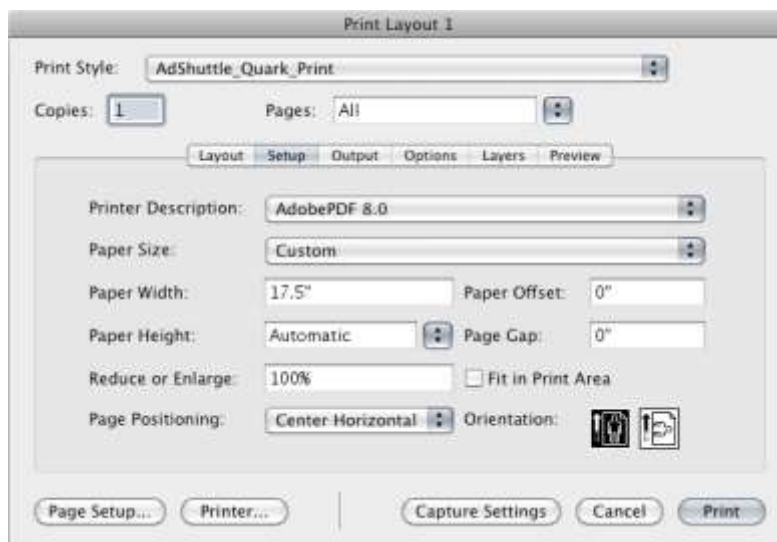 Print Layout 1
Print Style: AdShuttle_Quark_Print
Copies: 1 Pages: All
Layout Setup Output Options Layers Preview
Printer Description: AdobePDF 8.0
Paper Size: Custom
Paper Width: 17.5" Paper Offset: 0"
Paper Height: Automatic Page Gap: 0"
Reduce or Enlarge: 100% Fit in Print Area
Page Positioning: Center Horizontal Orientation:
Page Setup... Printer... Capture Settings Cancel Print